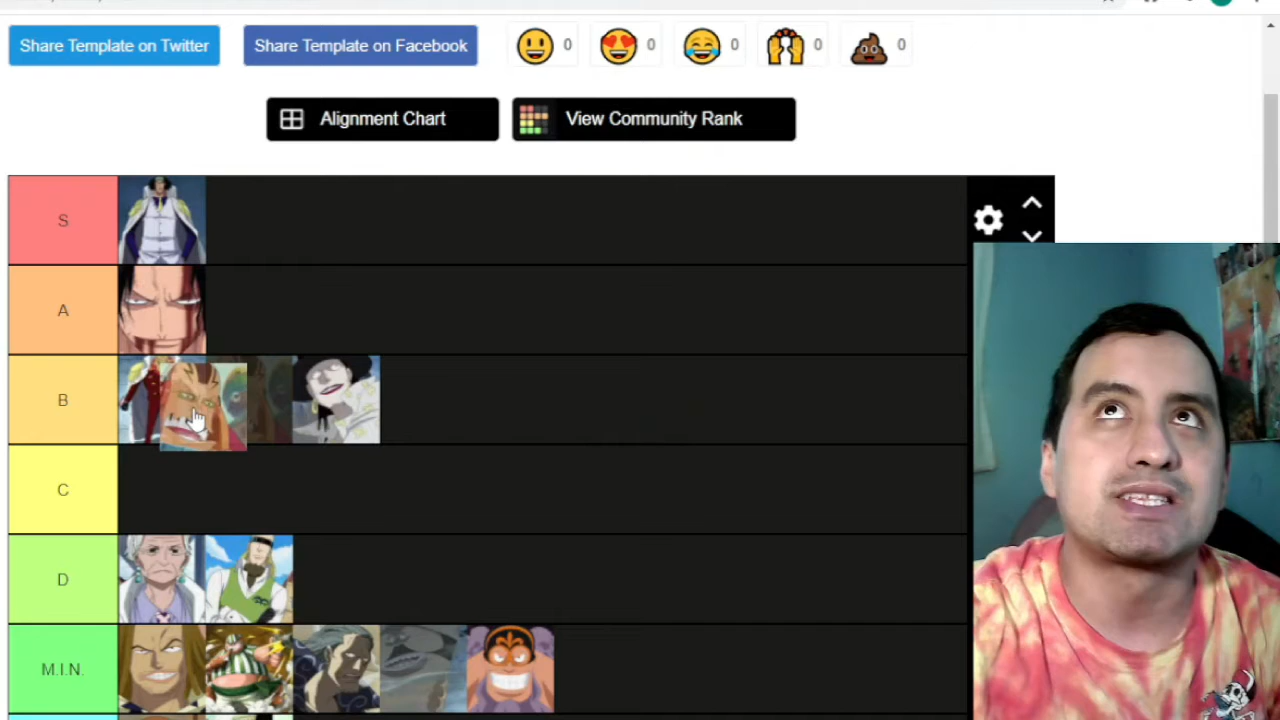 Share Template on Twitter
Share Template on Facebook
0
0
0
0
0
Alignment Chart
View Community Rank
S
A
B
C
D
M.I.N.